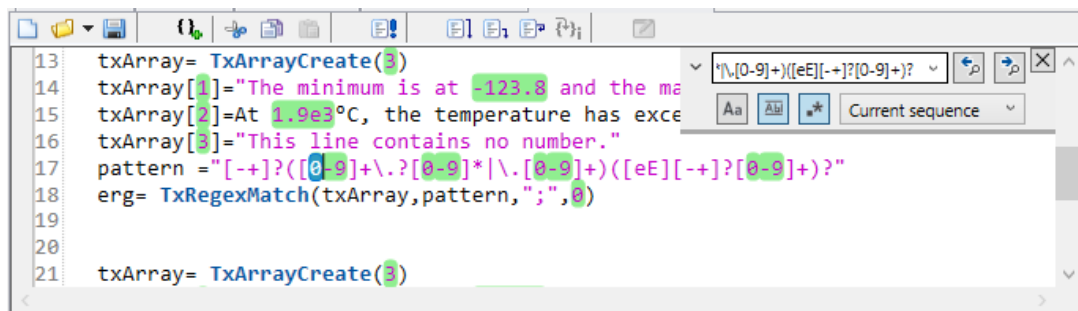 *|\.[0-9]+)([eE][-+]?[0-9]+)?
Aa Abl .* Current sequence
13 txArray= TxArrayCreate(3)
14 txArray[1]="The minimum is at -123.8 and the ma
15 txArray[2]=At 1.9e3°C, the temperature has exce
16 txArray[3]="This line contains no number."
17 pattern ="[-+]?([0-9]+\.?[0-9]*|\.[0-9]+)([eE][-+]?[0-9]+)?"
18 erg= TxRegexMatch(txArray,pattern,";",0)
19
20
21 txArray= TxArrayCreate(3)